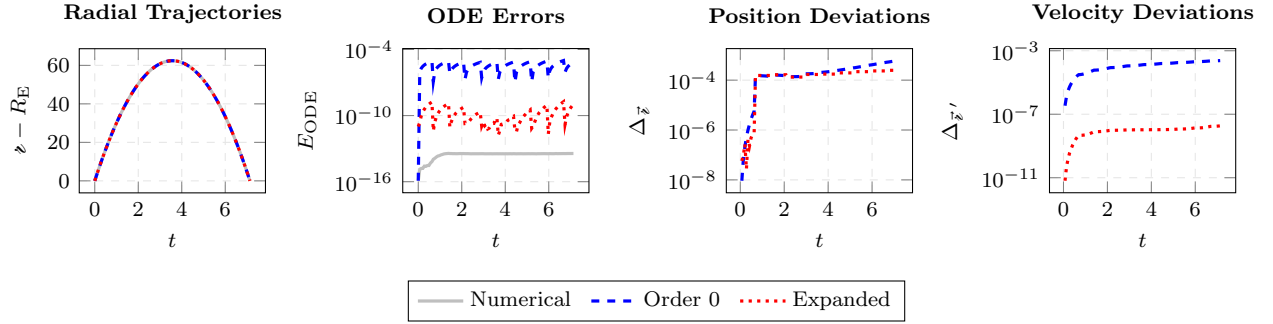 Radial Trajectories
ODE Errors
Position Deviations
Velocity Deviations
60
40
20
0
𝓇 − R_E
0 2 4 6
t
10^{−4}
10^{−10}
10^{−16}
E_ODE
0 2 4 6
t
10^{−4}
10^{−6}
10^{−8}
Δ_{𝓇⃗}
0 2 4 6
t
10^{−3}
10^{−7}
10^{−11}
Δ_{𝓇⃗ ′}
0 2 4 6
t
Numerical Order 0 Expanded